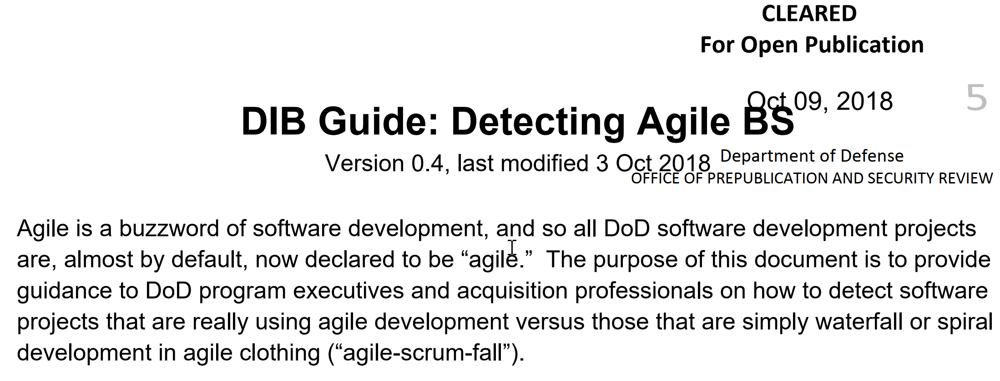 CLEARED
For Open Publication
Oct 09, 2018
5
DIB Guide: Detecting Agile BS
Department of Defense
Version 0.4, last modified 3 Oct 2018
OFFICE OF PREPUBLICATION AND SECURITY REVIEW
Agile is a buzzword of software development, and so all DoD software development projects
are, almost by default, now declared to be “agile.”  The purpose of this document is to provide
guidance to DoD program executives and acquisition professionals on how to detect software
projects that are really using agile development versus those that are simply waterfall or spiral
development in agile clothing (“agile-scrum-fall”).